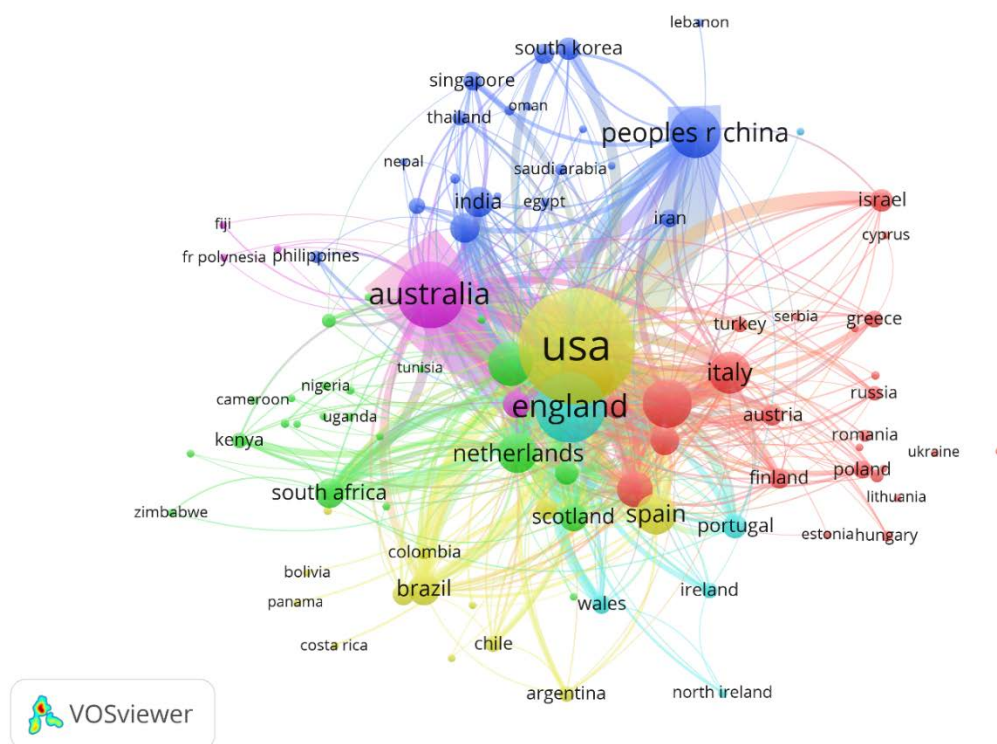 lebanon
south korea
singapore
oman
thailand
peoples r china
nepal
saudi arabia
india
egypt
iran
israel
fiji
cyprus
fr polynesia
philippines
australia
turkey
serbia
greece
usa
tunisia
italy
nigeria
russia
cameroon
uganda
england
austria
kenya
romania
netherlands
ukraine
finland
poland
south africa
lithuania
zimbabwe
scotland
spain
portugal
estonia
hungary
colombia
bolivia
brazil
ireland
panama
wales
costa rica
chile
argentina
north ireland
VOSviewer